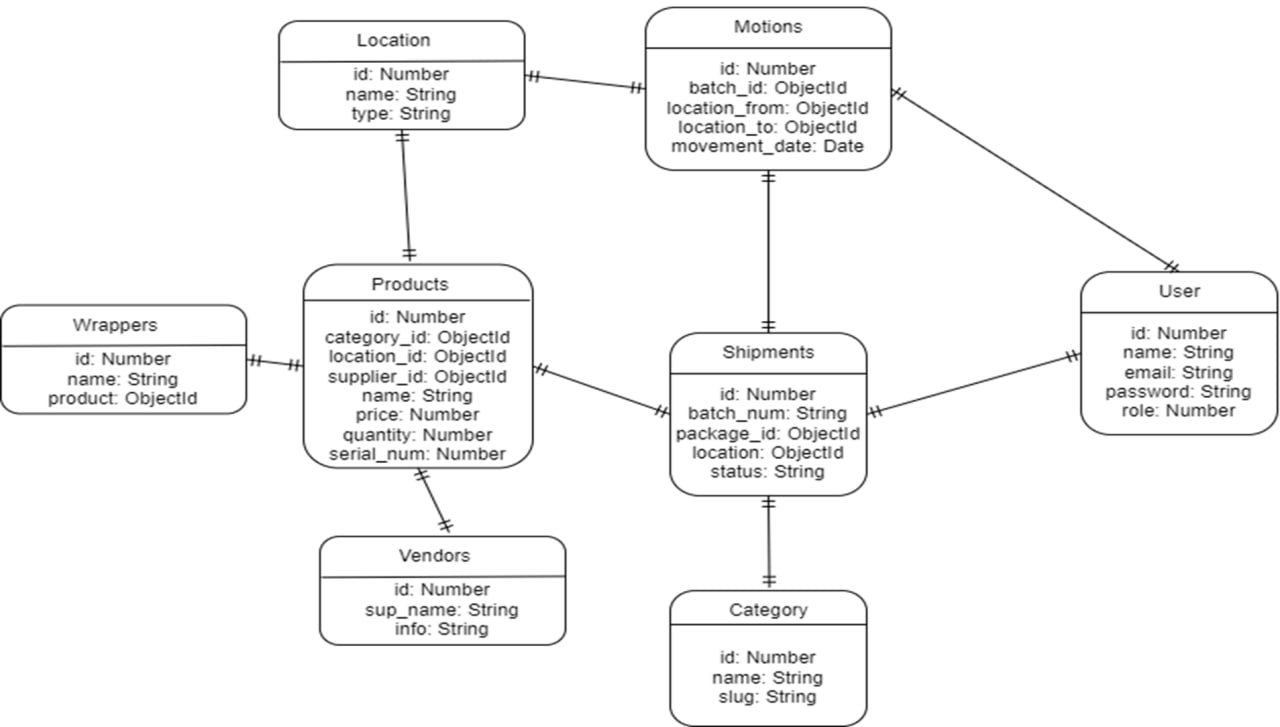 Location
id: Number
name: String
type: String
Motions
id: Number
batch_id: ObjectId
location_from: ObjectId
location_to: ObjectId
movement_date: Date
Wrappers
id: Number
name: String
product: ObjectId
Products
id: Number
category_id: ObjectId
location_id: ObjectId
supplier_id: ObjectId
name: String
price: Number
quantity: Number
serial_num: Number
Shipments
id: Number
batch_num: String
package_id: ObjectId
location: ObjectId
status: String
User
id: Number
name: String
email: String
password: String
role: Number
Vendors
id: Number
sup_name: String
info: String
Category
id: Number
name: String
slug: String